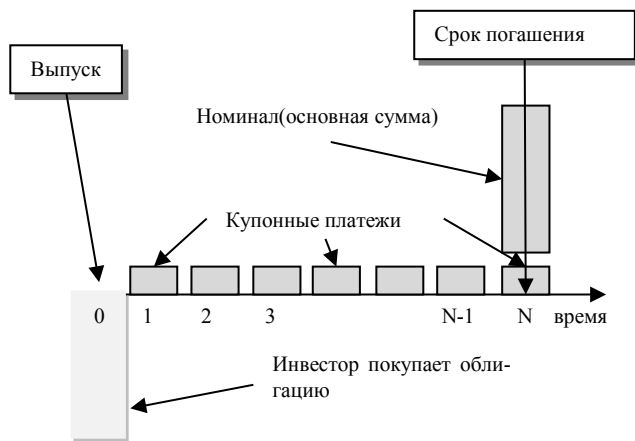 Срок погашения
Выпуск
Номинал(основная сумма)
Купонные платежи
0 1 2 3 N-1 N время
Инвестор покупает обли-
гацию